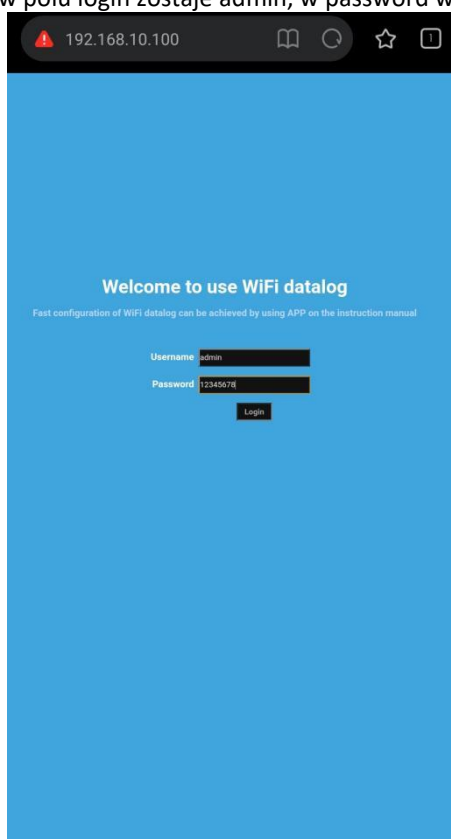 w polu login zostaje admin, w password w
192.168.10.100
1
Welcome to use WiFi datalog
Fast configuration of WiFi datalog can be achieved by using APP on the instruction manual
Username admin
Password 12345678
Login